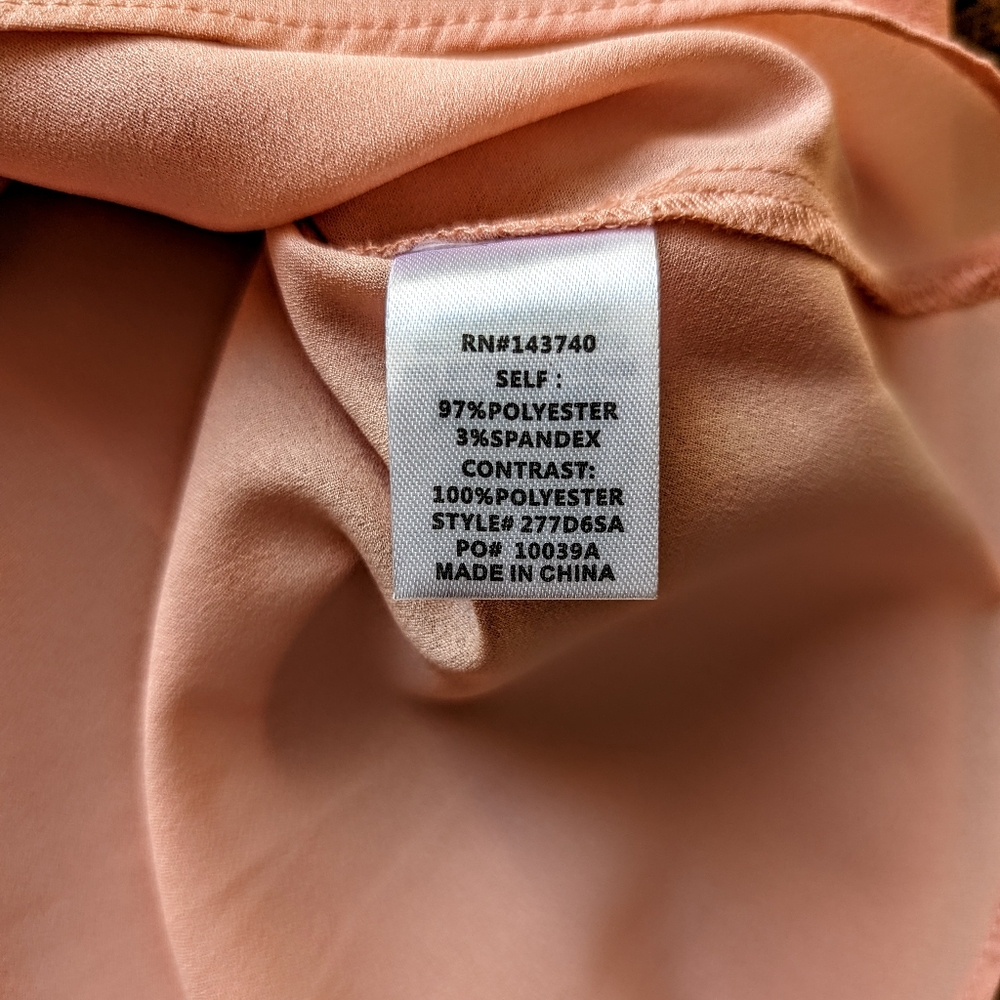 RN#143740
SELF :
97%POLYESTER
3%SPANDEX
CONTRAST:
100%POLYESTER
STYLE# 277D6SA
PO# 10039A
MADE IN CHINA